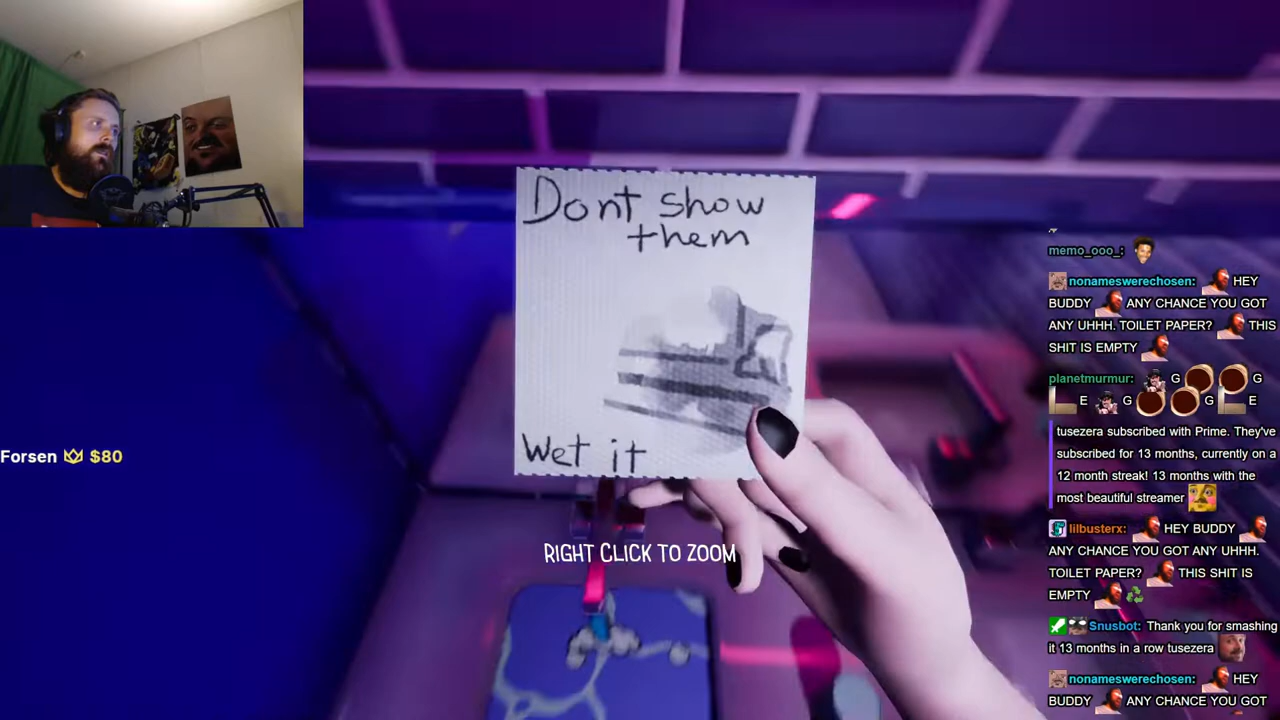 Dont show
them
Wet it
RIGHT CLICK TO ZOOM
Forsen $80
memo_ooo_:
nonameswerechosen: HEY
BUDDY ANY CHANCE YOU GOT
ANY UHHH. TOILET PAPER? THIS
SHIT IS EMPTY
planetmurmur: G G
E G G E
tusezera subscribed with Prime. They've
subscribed for 13 months, currently on a
12 month streak! 13 months with the
most beautiful streamer
lilbusterx: HEY BUDDY
ANY CHANCE YOU GOT ANY UHHH.
TOILET PAPER? THIS SHIT IS
EMPTY
Snusbot: Thank you for smashing
it 13 months in a row tusezera
nonameswerechosen: HEY
BUDDY ANY CHANCE YOU GOT